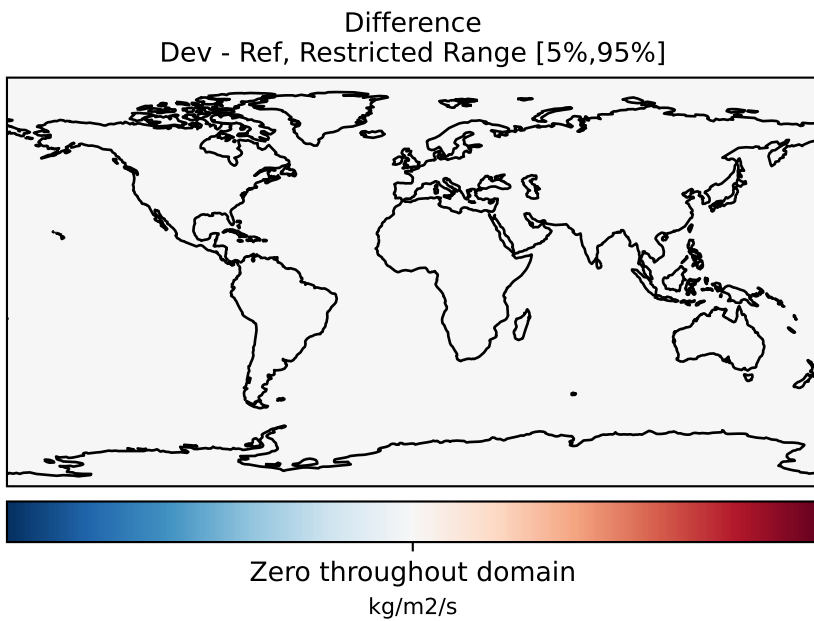 Difference
Dev - Ref, Restricted Range [5%,95%]
Zero throughout domain
kg/m2/s